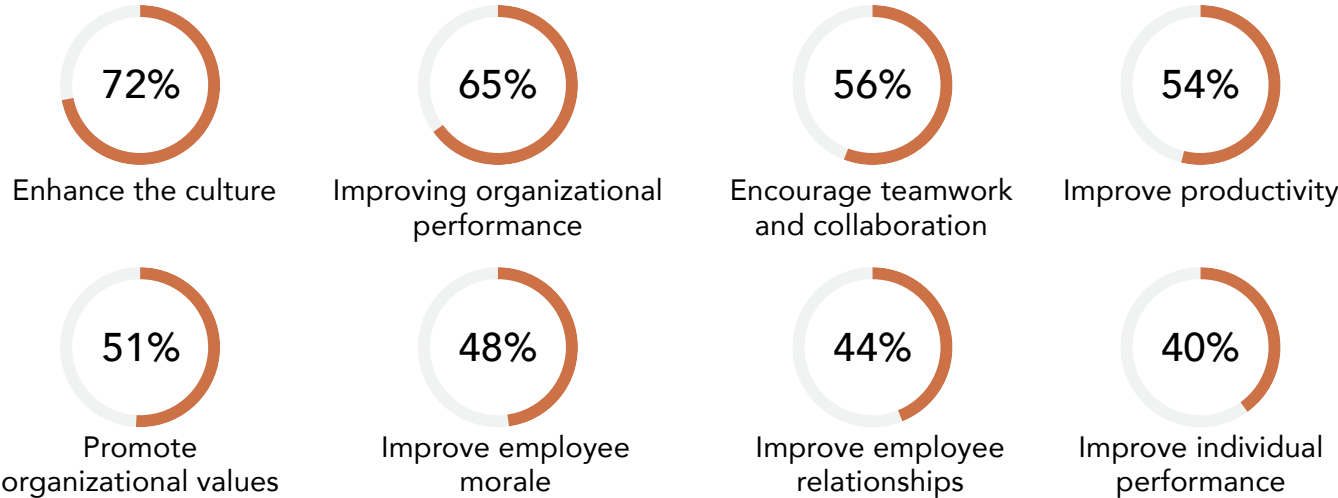 72%
65%
56%
54%
Enhance the culture
Improving organizational
performance
Encourage teamwork
and collaboration
Improve productivity
51%
48%
44%
40%
Promote
organizational values
Improve employee
morale
Improve employee
relationships
Improve individual
performance